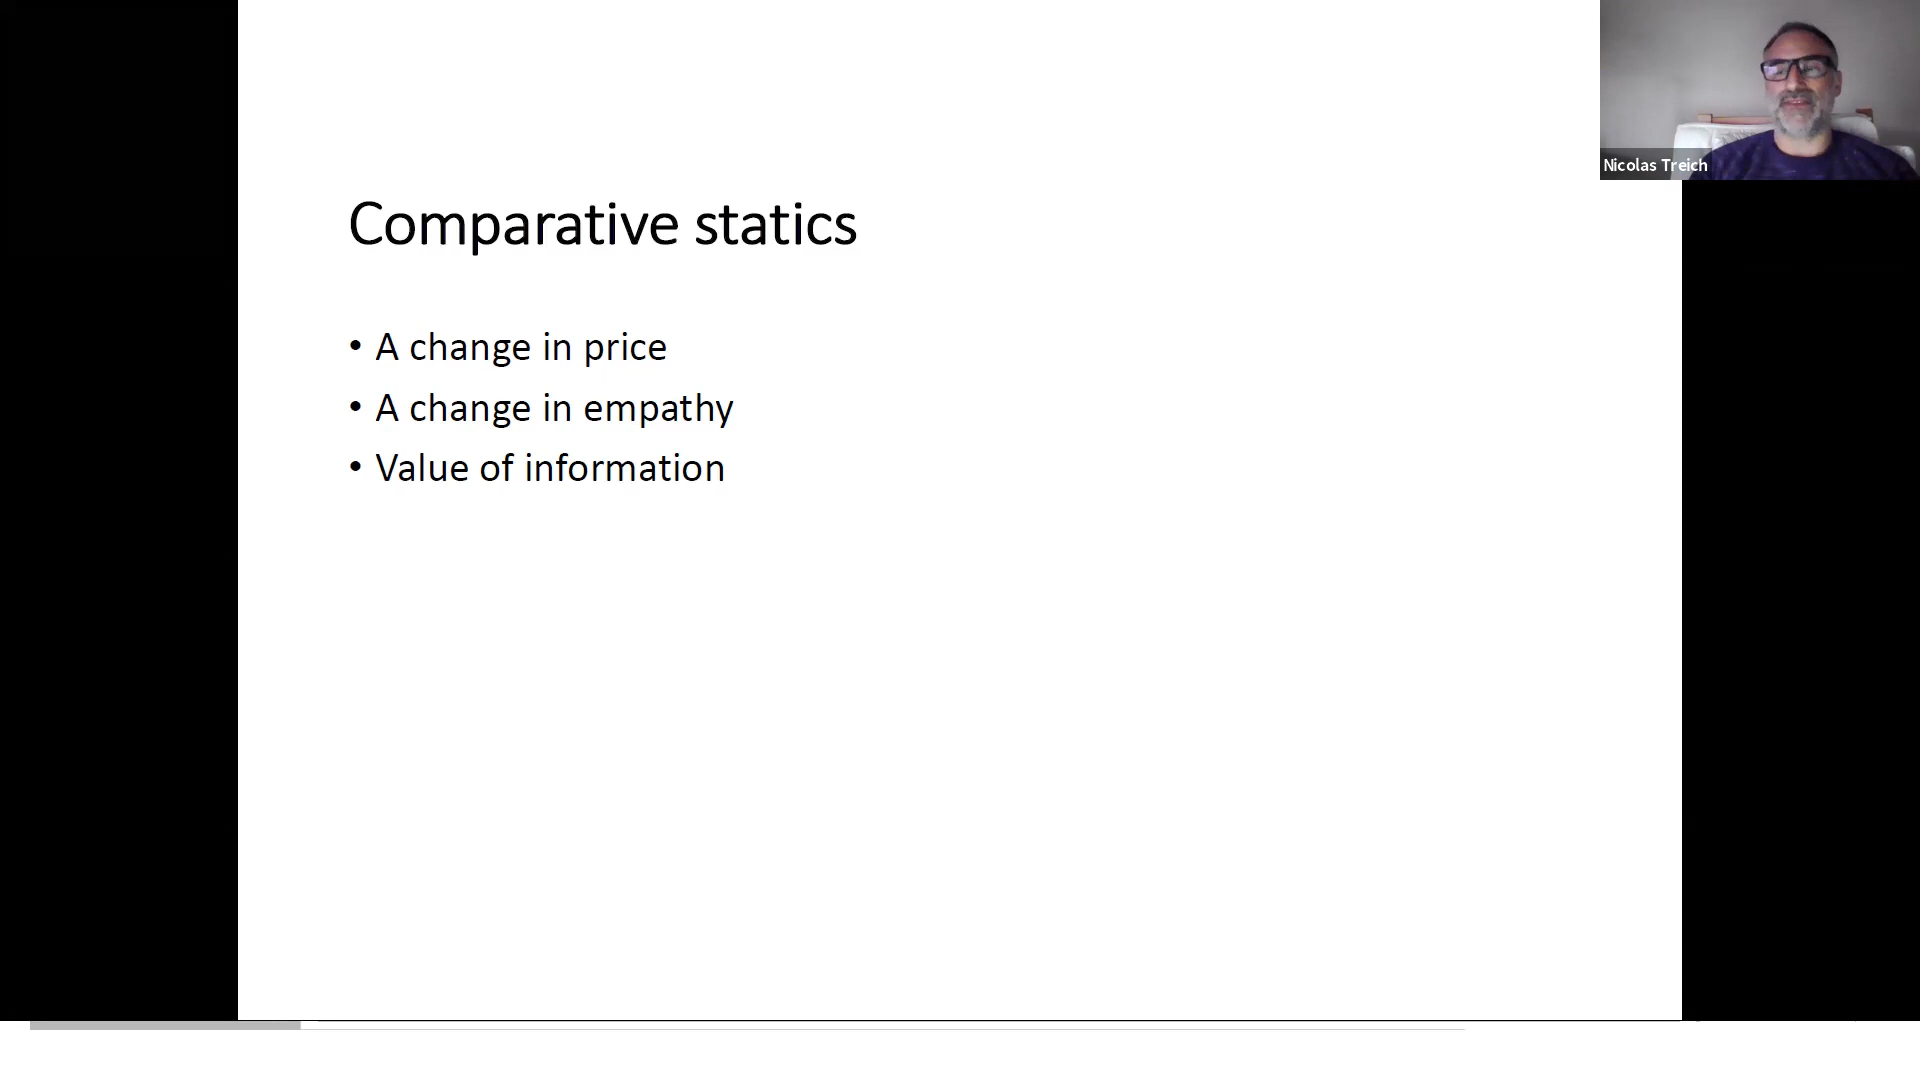 Nicolas Treich
Comparative statics
• A change in price
• A change in empathy
• Value of information